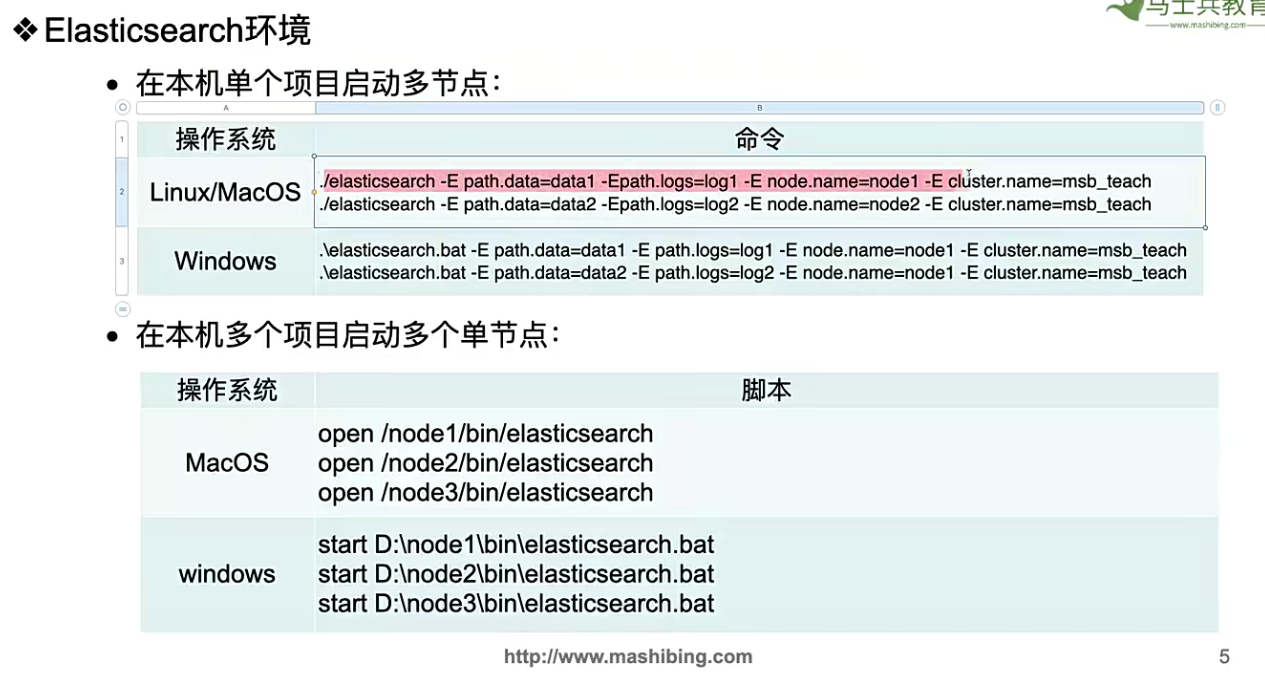 ❖Elasticsearch环境
马士兵教育
www.mashibing.com
• 在本机单个项目启动多节点：
A B
1 操作系统 命令
2 Linux/MacOS
./elasticsearch -E path.data=data1 -Epath.logs=log1 -E node.name=node1 -E cluster.name=msb_teach
./elasticsearch -E path.data=data2 -Epath.logs=log2 -E node.name=node2 -E cluster.name=msb_teach
3 Windows
.\elasticsearch.bat -E path.data=data1 -E path.logs=log1 -E node.name=node1 -E cluster.name=msb_teach
.\elasticsearch.bat -E path.data=data2 -E path.logs=log2 -E node.name=node1 -E cluster.name=msb_teach
• 在本机多个项目启动多个单节点：
操作系统 脚本
MacOS
open /node1/bin/elasticsearch
open /node2/bin/elasticsearch
open /node3/bin/elasticsearch
windows
start D:\node1\bin\elasticsearch.bat
start D:\node2\bin\elasticsearch.bat
start D:\node3\bin\elasticsearch.bat
http://www.mashibing.com 5